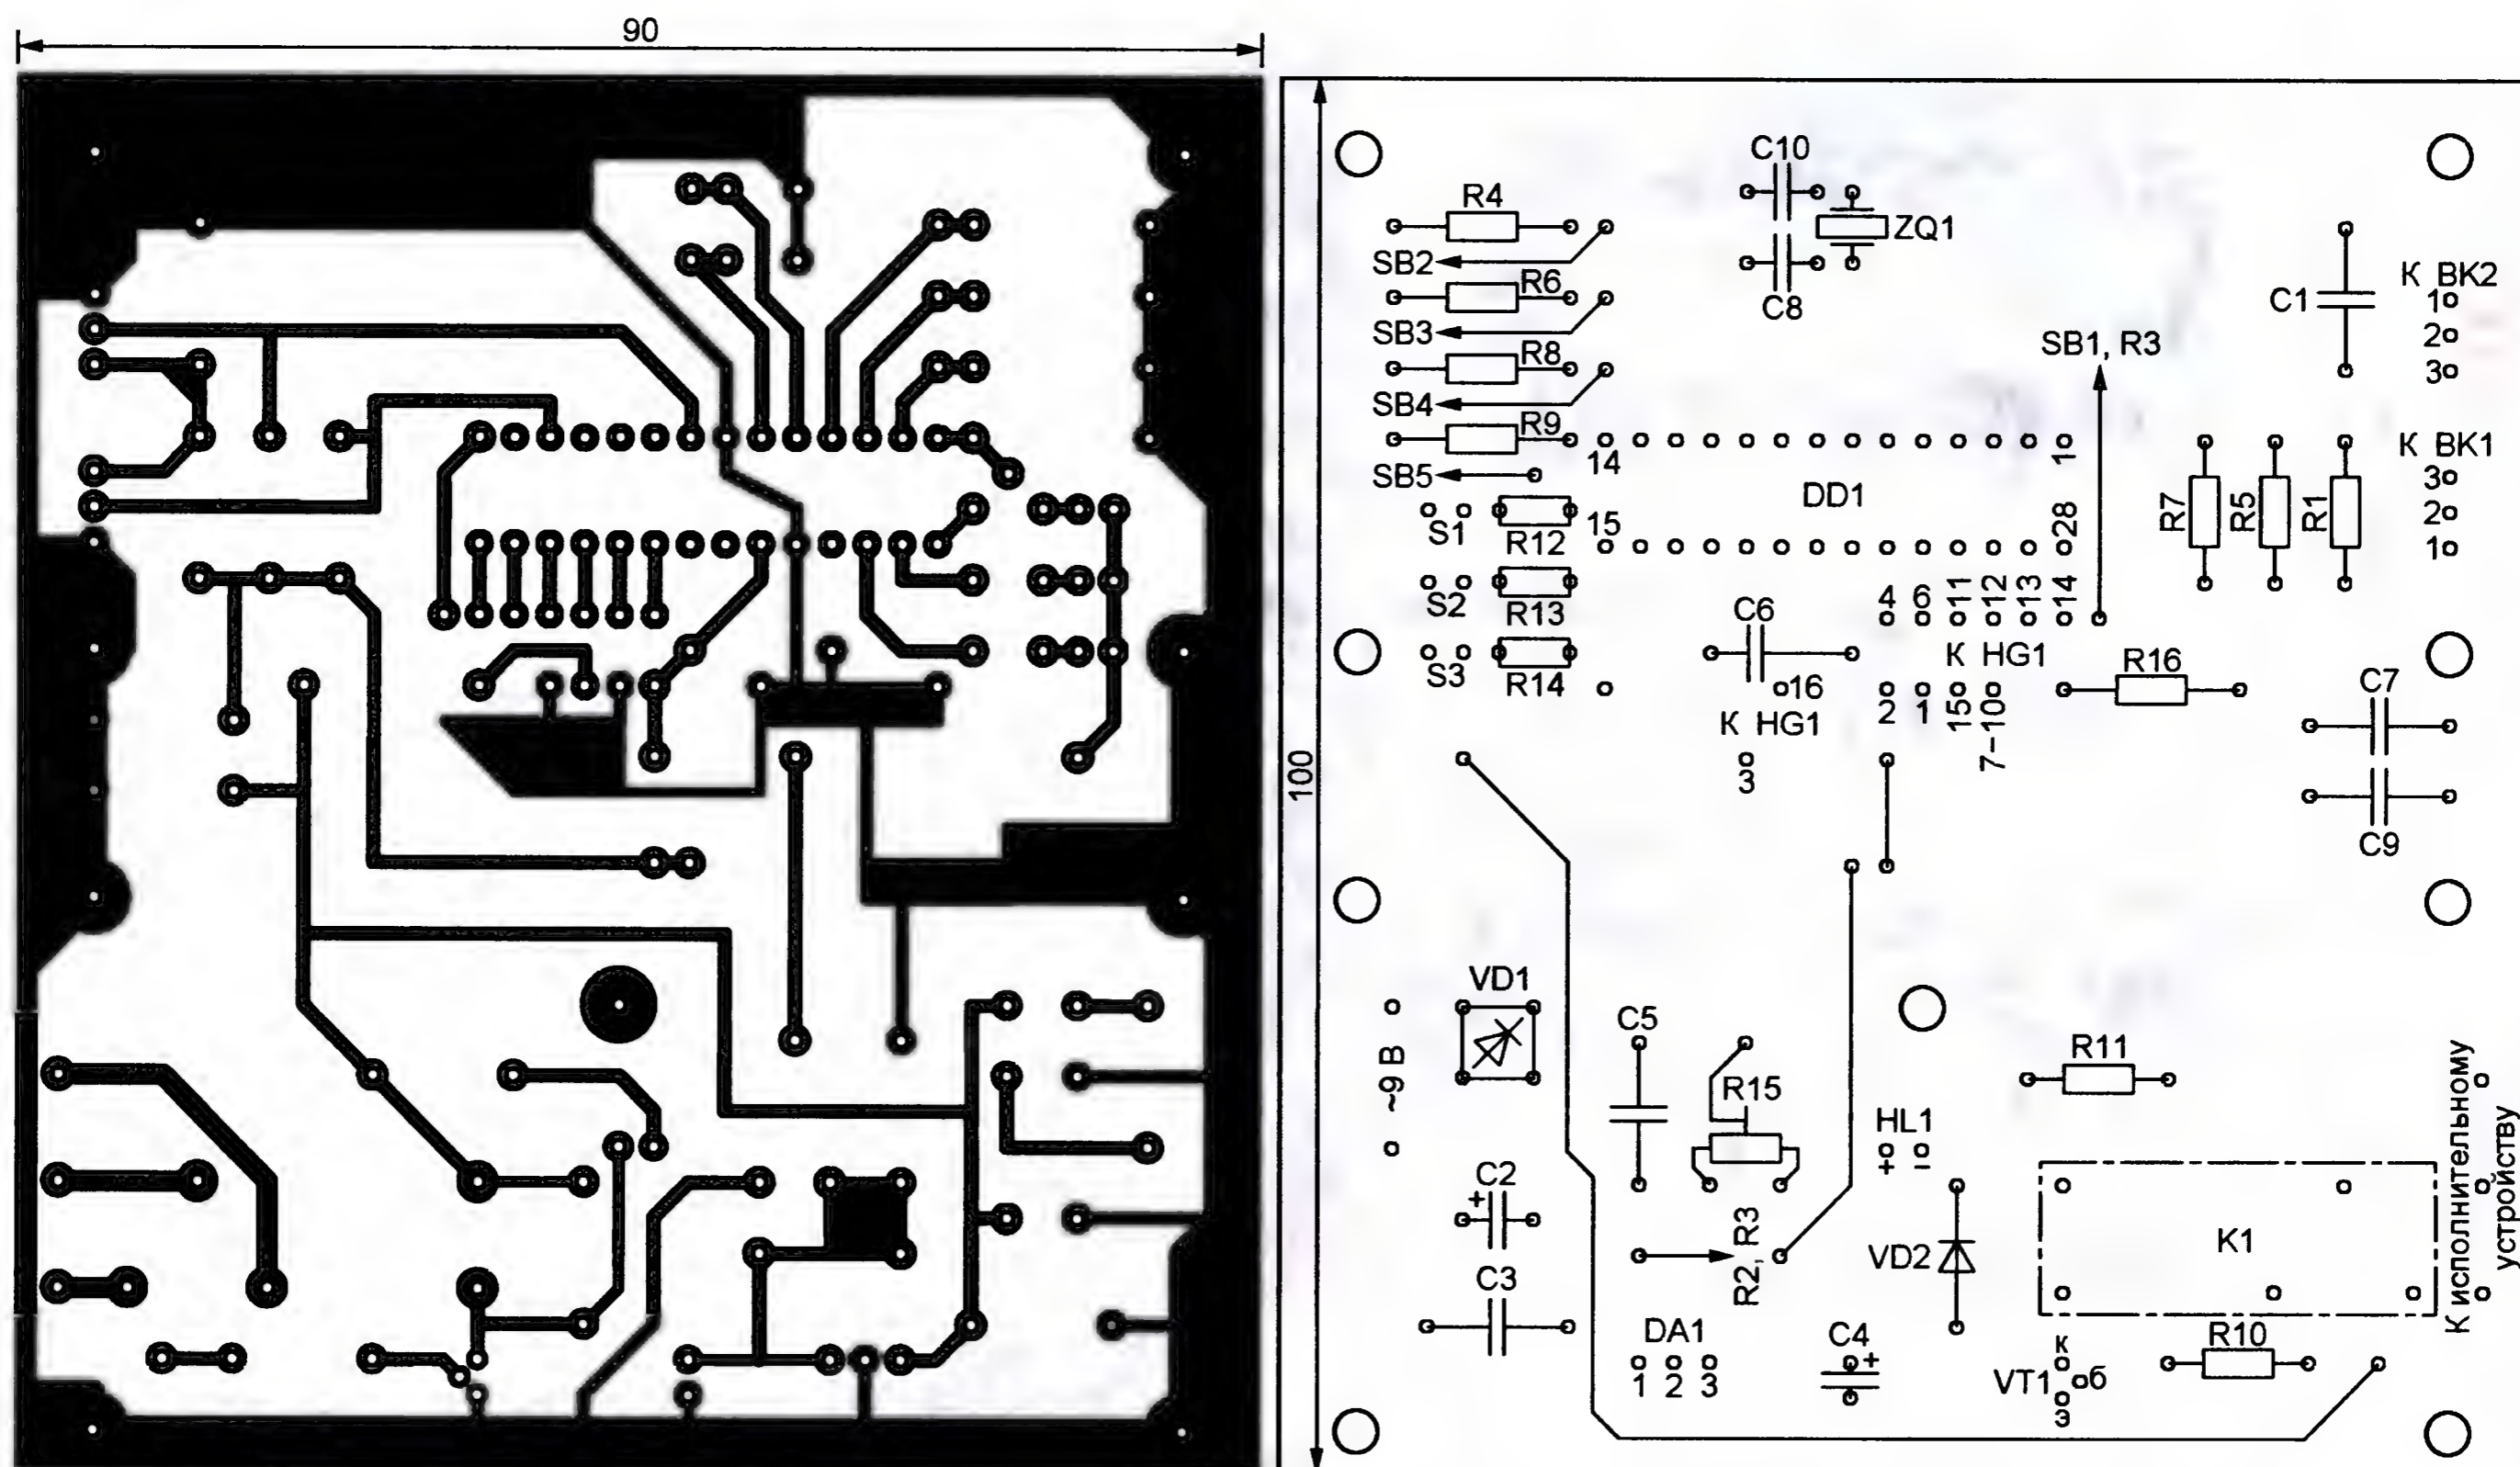 90
100
C10
R4
ZQ1
SB2
R6
C8
SB3
R8
SB4
R9
SB5
14
1
S1
R12
15
DD1
28
S2
R13
S3
R14
C6
16
К HG1
3
4
6
11
12
13
14
К HG1
2
1
15
7–10
SB1, R3
R16
C1
К BK2
1
2
3
К BK1
3
2
1
R7
R5
R1
C7
C9
VD1
~9 В
C5
R15
R11
HL1
+
–
C2
+
C3
R2, R3
VD2
K1
К исполнительному
устройству
DA1
1
2
3
C4
+
к
VT1
б
э
R10